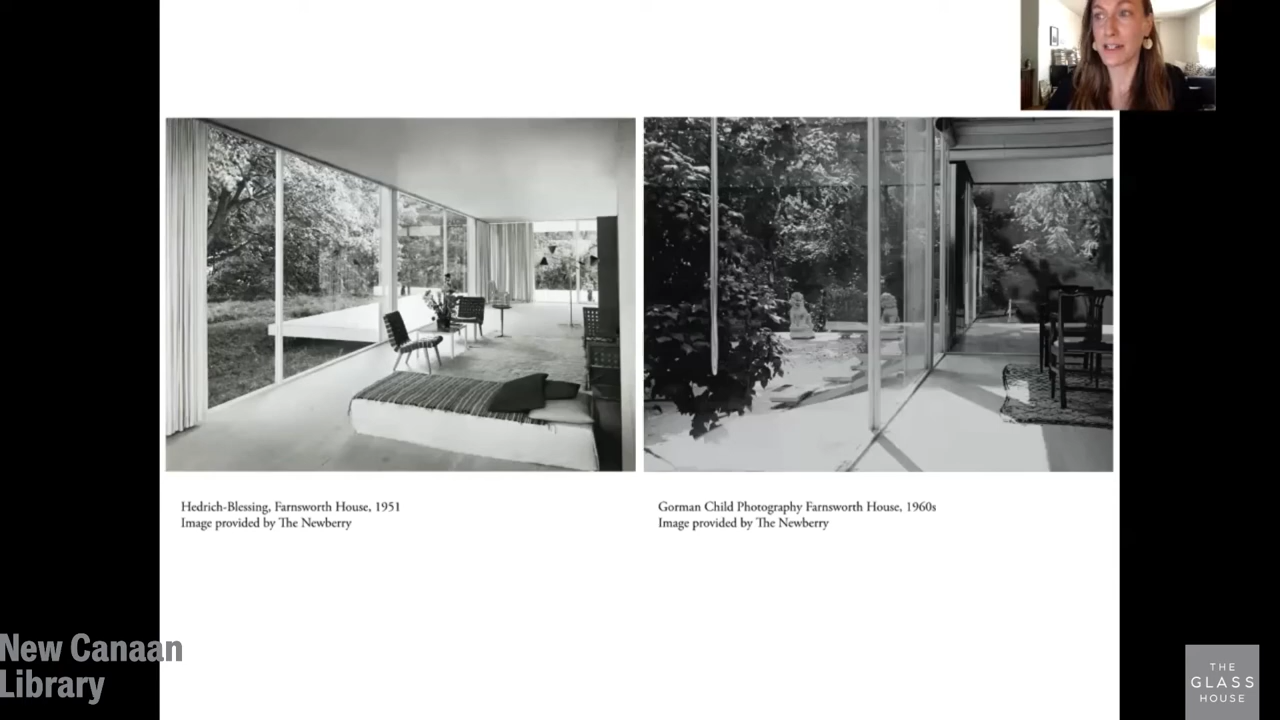 Hedrich-Blessing, Farnsworth House, 1951
Image provided by The Newberry
Gorman Child Photography Farnsworth House, 1960s
Image provided by The Newberry
New Canaan
Library
THE
GLASS
HOUSE